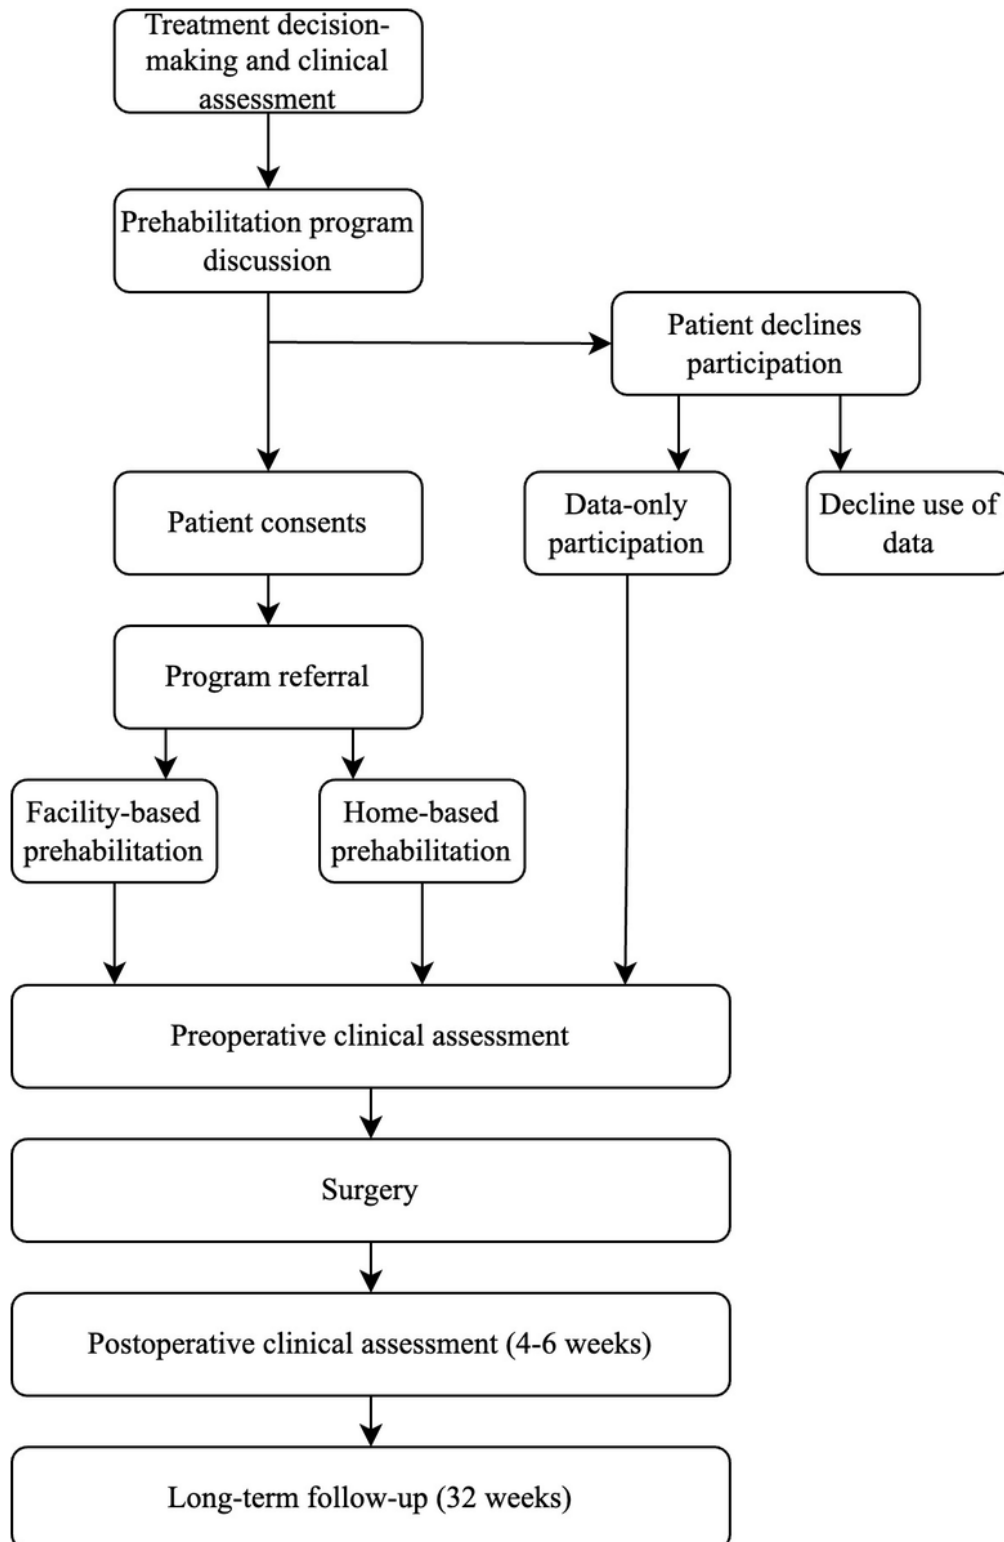 Treatment decision-
making and clinical
assessment
Prehabilitation program
discussion
Patient declines
participation
Patient consents
Data-only
participation
Decline use of
data
Program referral
Facility-based
prehabilitation
Home-based
prehabilitation
Preoperative clinical assessment
Surgery
Postoperative clinical assessment (4-6 weeks)
Long-term follow-up (32 weeks)